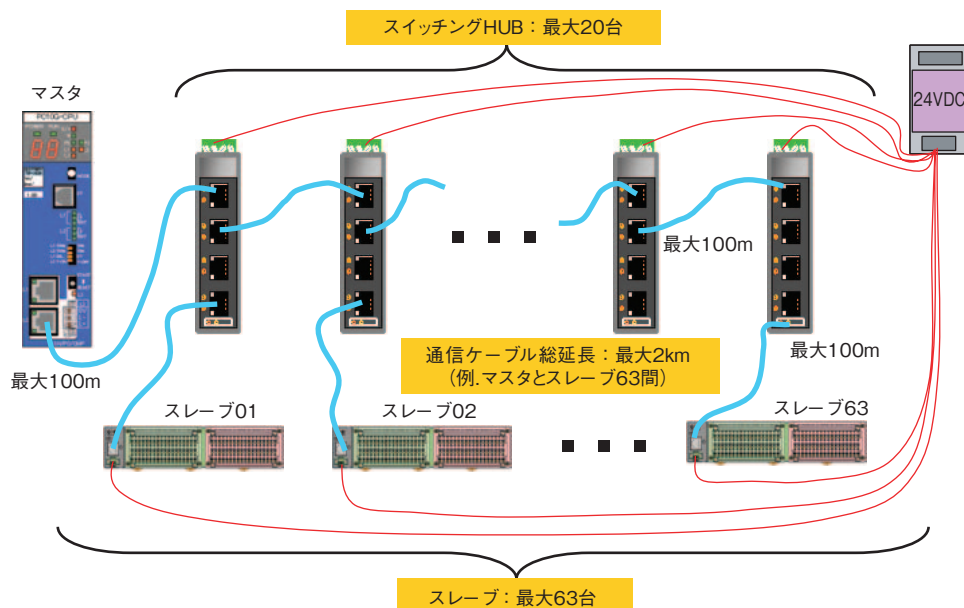 スイッチングHUB：最大20台
マスタ
PC10G-CPU
24VDC
最大100m
最大100m
最大100m
通信ケーブル総延長：最大2km
（例.マスタとスレーブ63間）
スレーブ01
スレーブ02
スレーブ63
スレーブ：最大63台